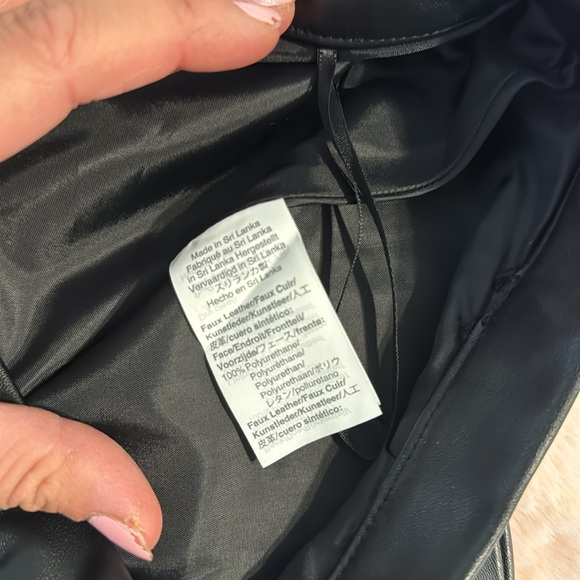 Made in Sri Lanka
Fabriqué au Sri Lanka
in Sri Lanka Hergestellt
Vervaardigd in Sri Lanka
スリランカ製
Hecho en Sri Lanka
Faux Leather/Faux Cuir/
Kunstleder/Kunstleer/人工
皮革/cuero sintético:
Face/Endroit/Frontteil/
Voorzijde/フェース/frente:
100% Polyurethane/
Polyuréthane/
Polyurethan/
Polyurethaan/ポリウ
レタン/poliuretano
Faux Leather/Faux Cuir/
Kunstleder/Kunstleer/人工
皮革/cuero sintético: